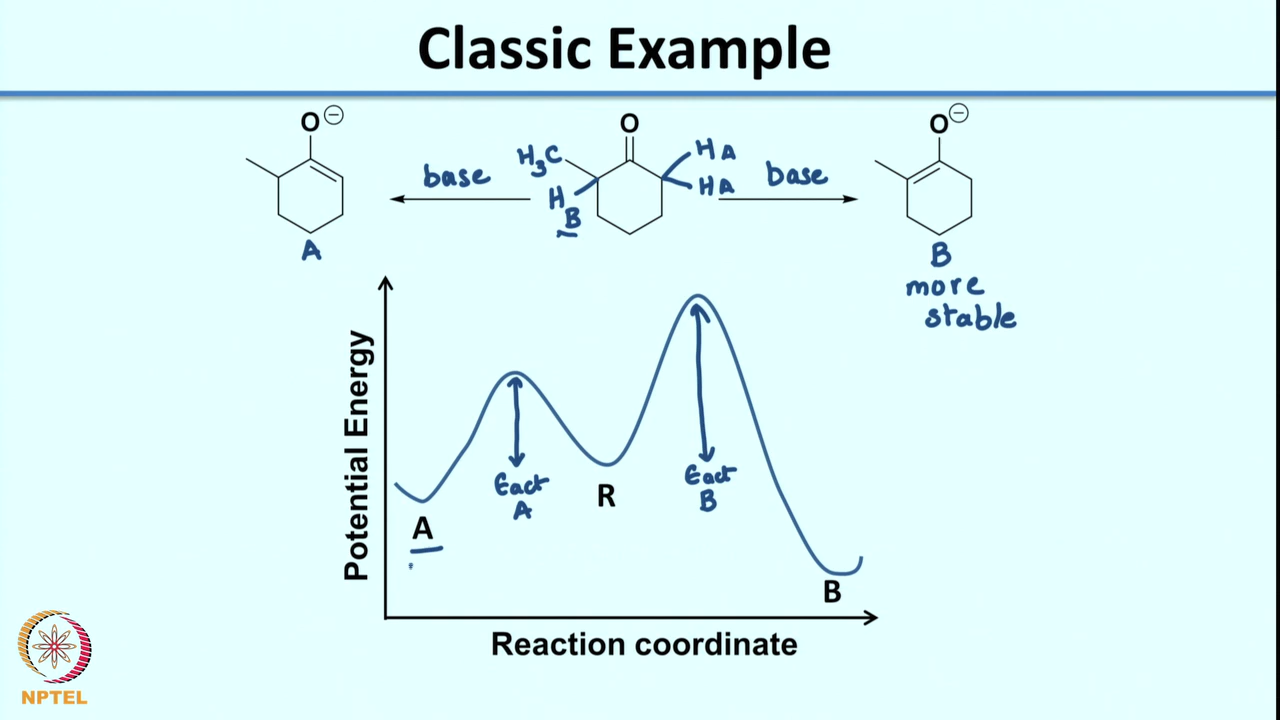 Classic Example
O⊖
base
A
O
H3C
H
B
H A
H A
base
O⊖
B
more
stable
Potential Energy
A
Eact
A
R
Eact
B
B
Reaction coordinate
NPTEL